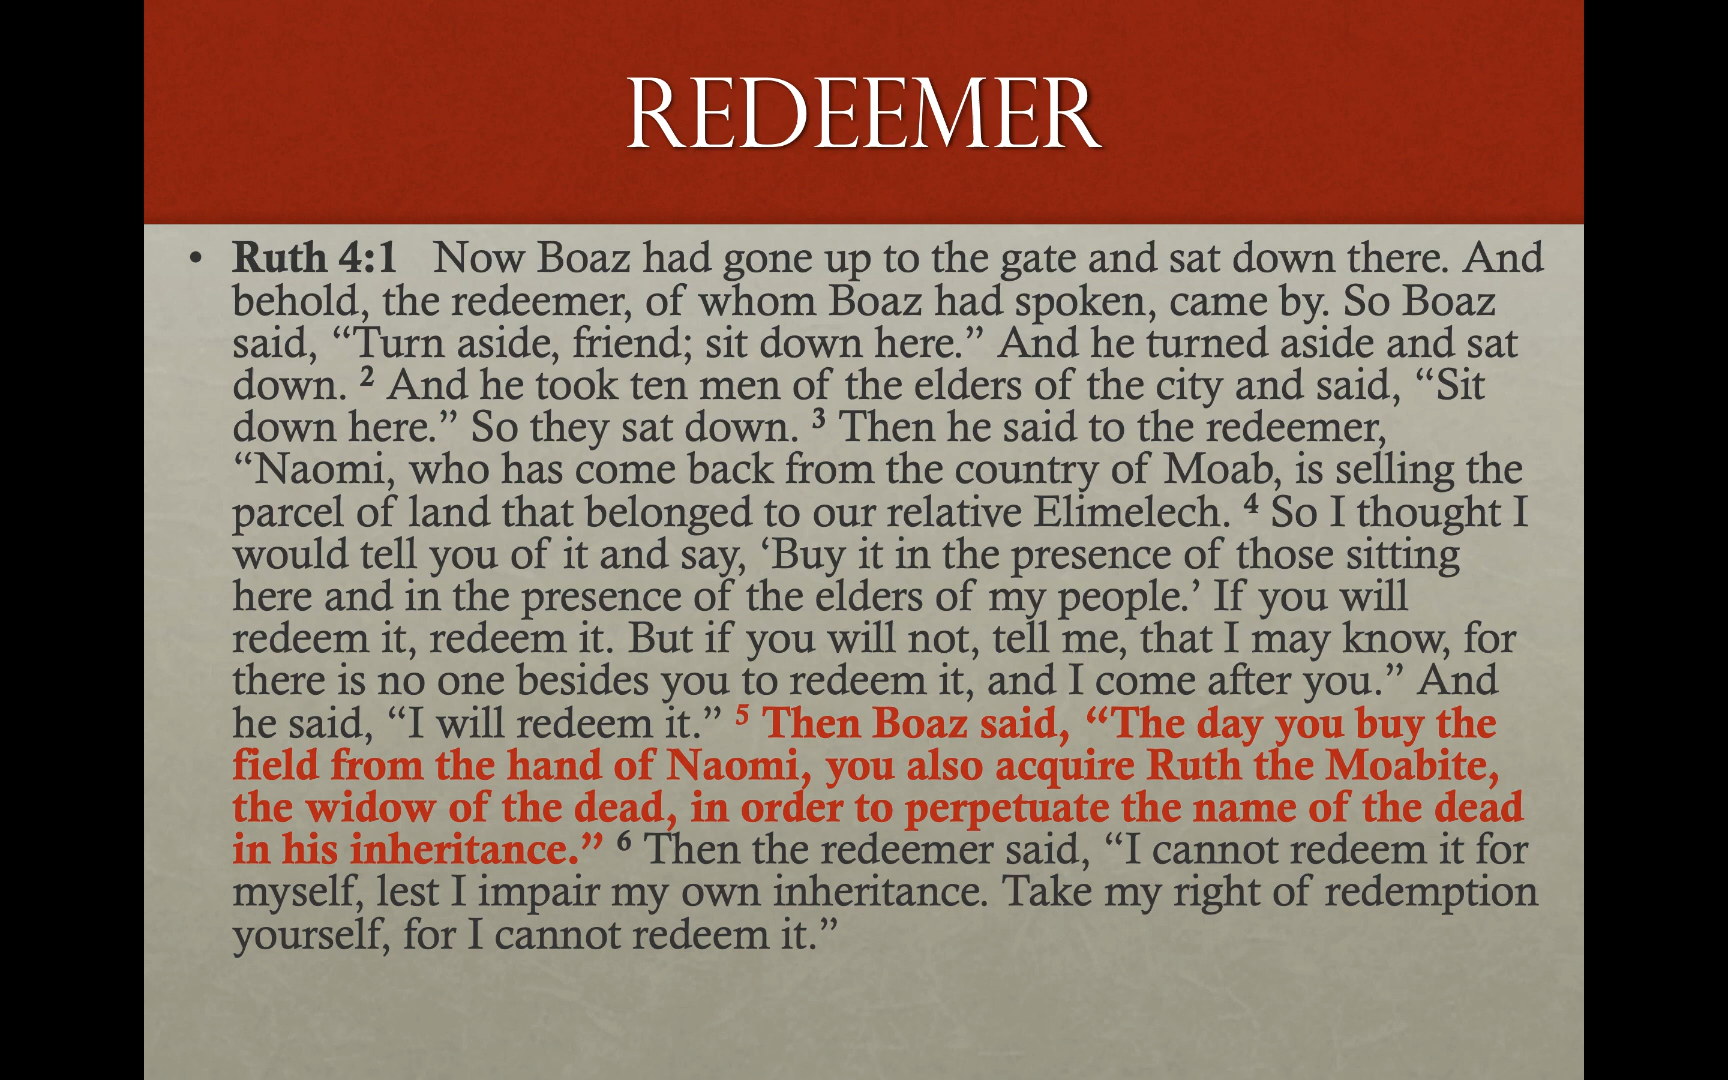 REDEEMER
• Ruth 4:1 Now Boaz had gone up to the gate and sat down there. And
behold, the redeemer, of whom Boaz had spoken, came by. So Boaz
said, “Turn aside, friend; sit down here.” And he turned aside and sat
down. ² And he took ten men of the elders of the city and said, “Sit
down here.” So they sat down. ³ Then he said to the redeemer,
“Naomi, who has come back from the country of Moab, is selling the
parcel of land that belonged to our relative Elimelech. ⁴ So I thought I
would tell you of it and say, ‘Buy it in the presence of those sitting
here and in the presence of the elders of my people.’ If you will
redeem it, redeem it. But if you will not, tell me, that I may know, for
there is no one besides you to redeem it, and I come after you.” And
he said, “I will redeem it.” ⁵ Then Boaz said, “The day you buy the
field from the hand of Naomi, you also acquire Ruth the Moabite,
the widow of the dead, in order to perpetuate the name of the dead
in his inheritance.” ⁶ Then the redeemer said, “I cannot redeem it for
myself, lest I impair my own inheritance. Take my right of redemption
yourself, for I cannot redeem it.”